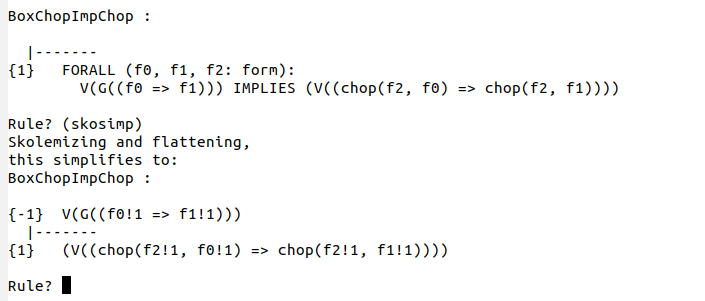 BoxChopImpChop :
|-------
{1}   FORALL (f0, f1, f2: form):
V(G((f0 => f1))) IMPLIES (V((chop(f2, f0) => chop(f2, f1))))
Rule? (skosimp)
Skolemizing and flattening,
this simplifies to:
BoxChopImpChop :
{-1}  V(G((f0!1 => f1!1)))
|-------
{1}   (V((chop(f2!1, f0!1) => chop(f2!1, f1!1))))
Rule?